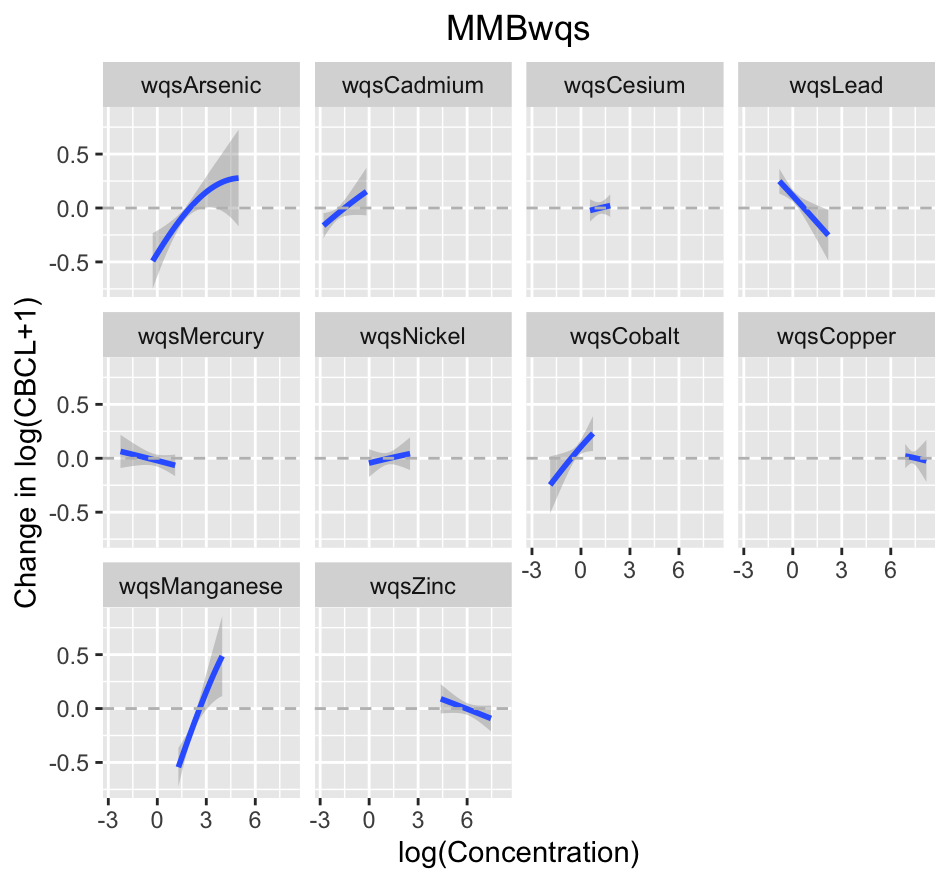 MMBwqs
wqsArsenic wqsCadmium wqsCesium wqsLead
0.5
0.0
-0.5
wqsMercury wqsNickel wqsCobalt wqsCopper
0.5
0.0
-0.5
-3 0 3 6 -3 0 3 6
wqsManganese wqsZinc
0.5
0.0
-0.5
-3 0 3 6 -3 0 3 6
log(Concentration)
Change in log(CBCL+1)